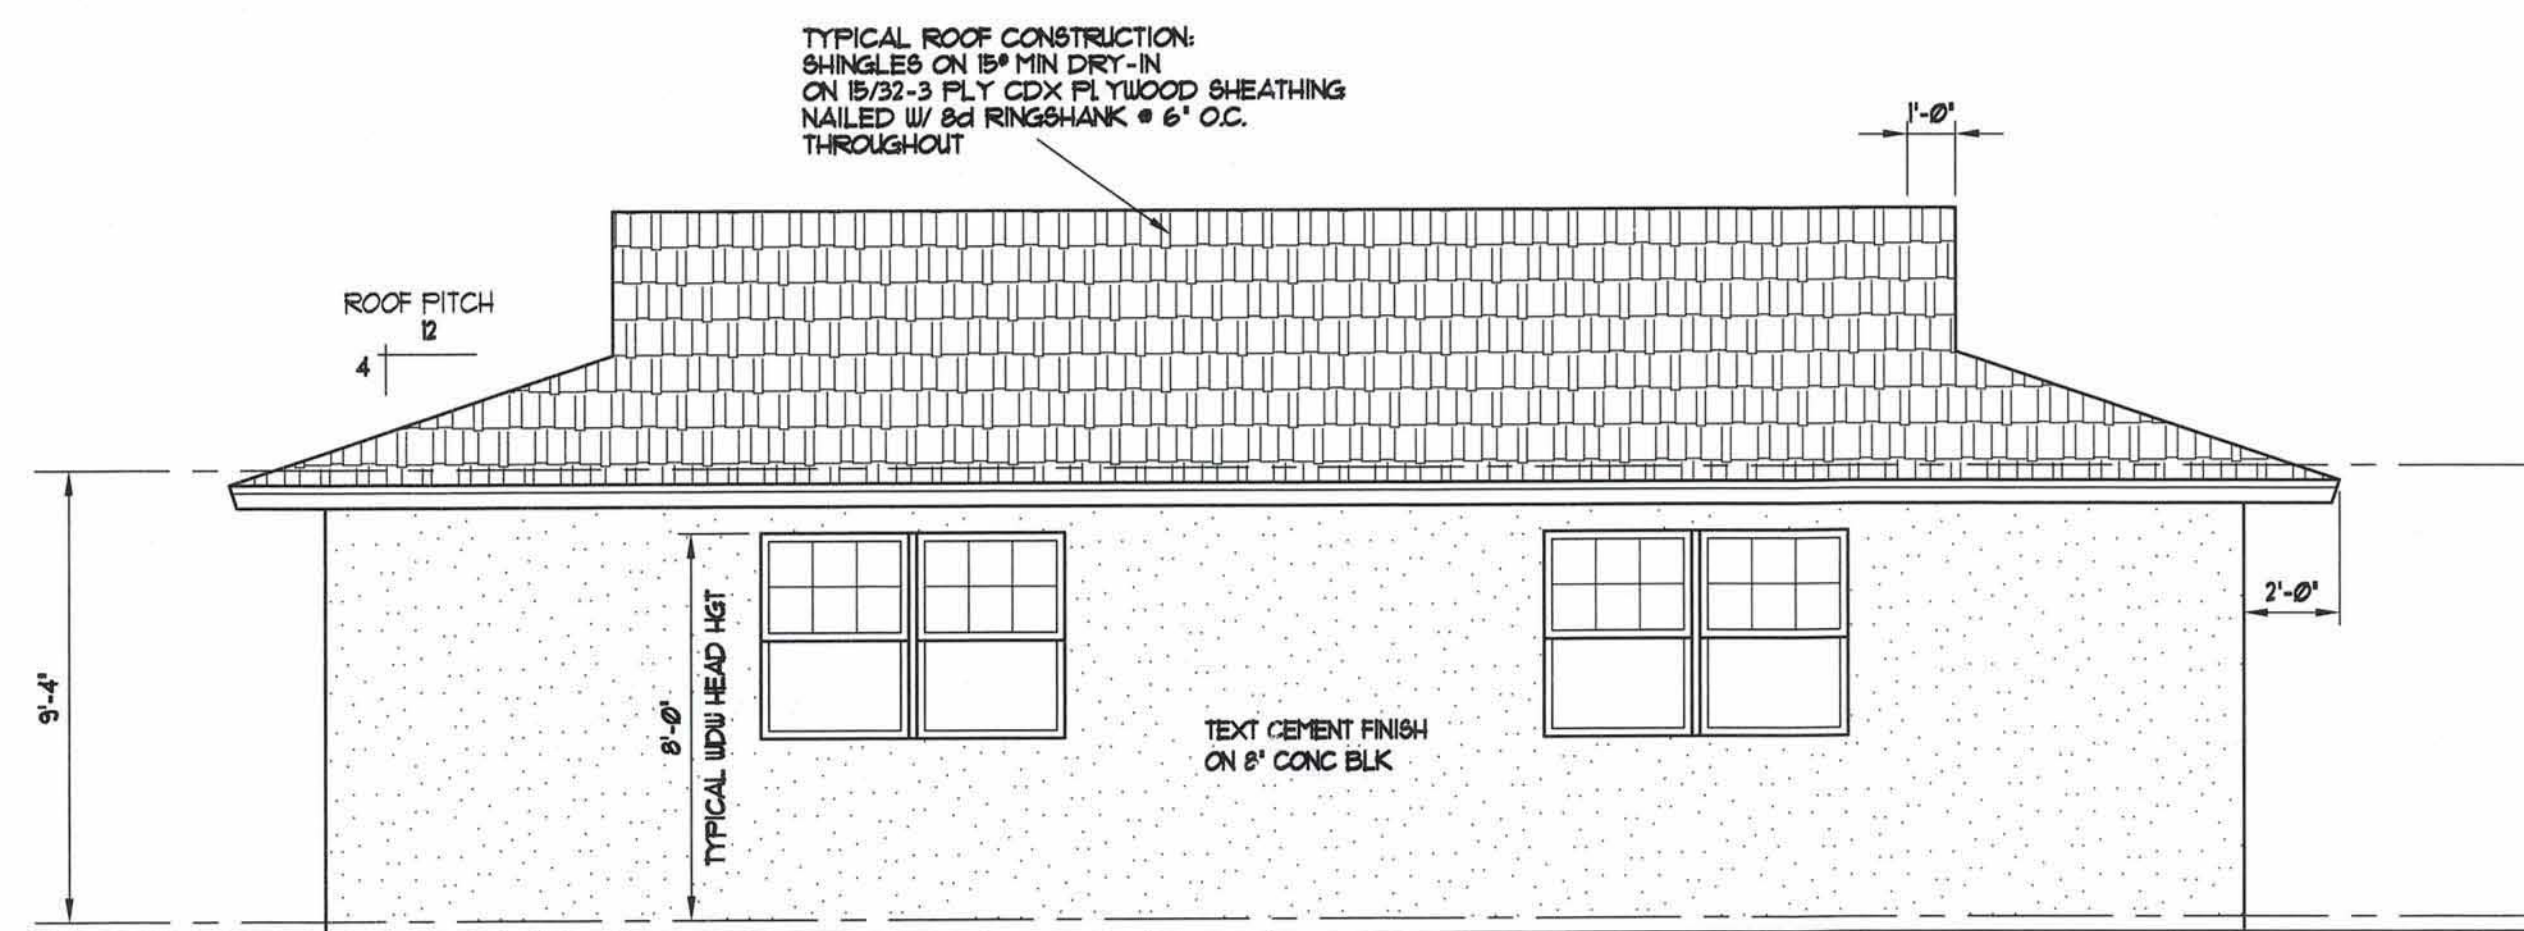 TYPICAL ROOF CONSTRUCTION:
SHINGLES ON 15# MIN DRY-IN
ON 15/32-3 PLY CDX PLYWOOD SHEATHING
NAILED W/ 8d RINGSHANK @ 6" O.C.
THROUGHOUT
1'-0"
ROOF PITCH
12
4
9'-4"
8'-0"
TYPICAL WDW HEAD HGT
TEXT CEMENT FINISH
ON 8" CONC BLK
2'-0"